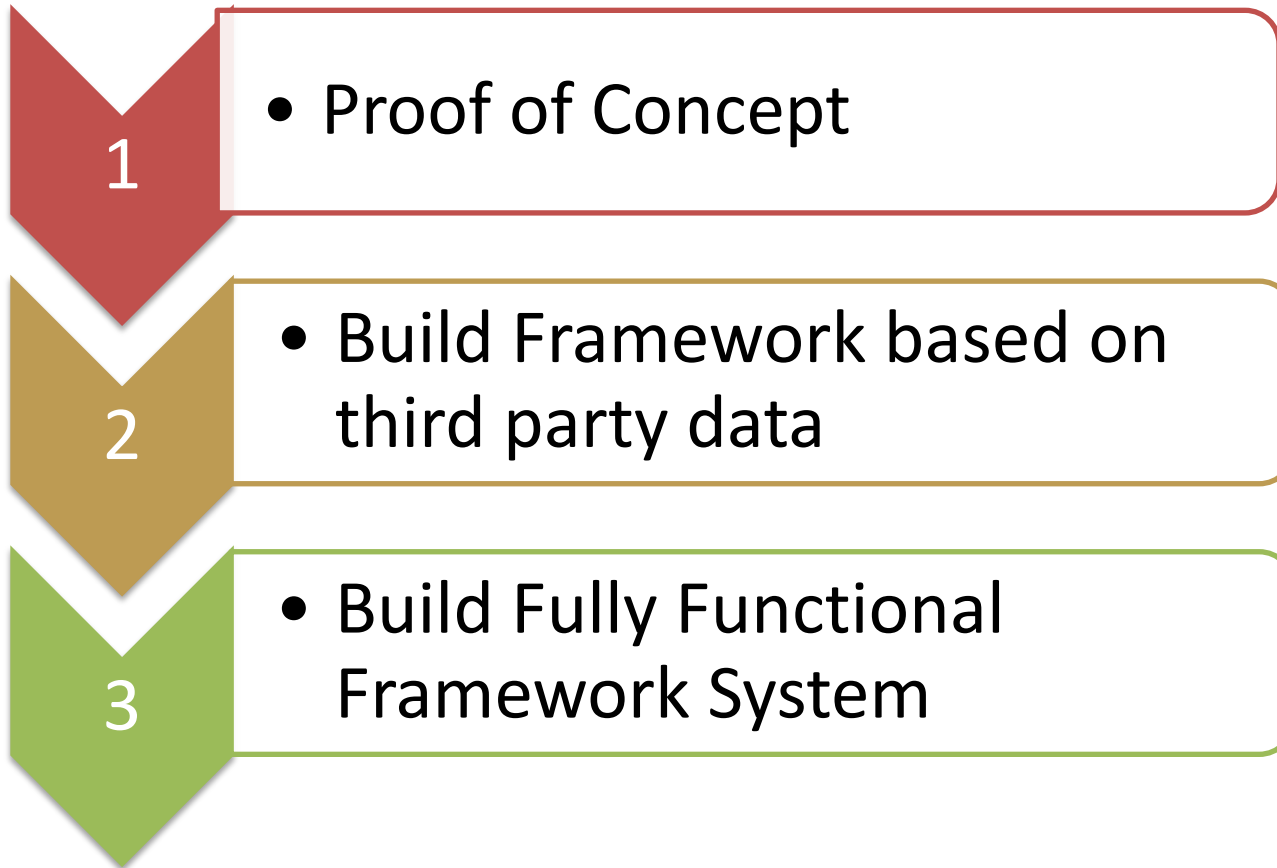 1
• Proof of Concept
2
• Build Framework based on
third party data
3
• Build Fully Functional
Framework System